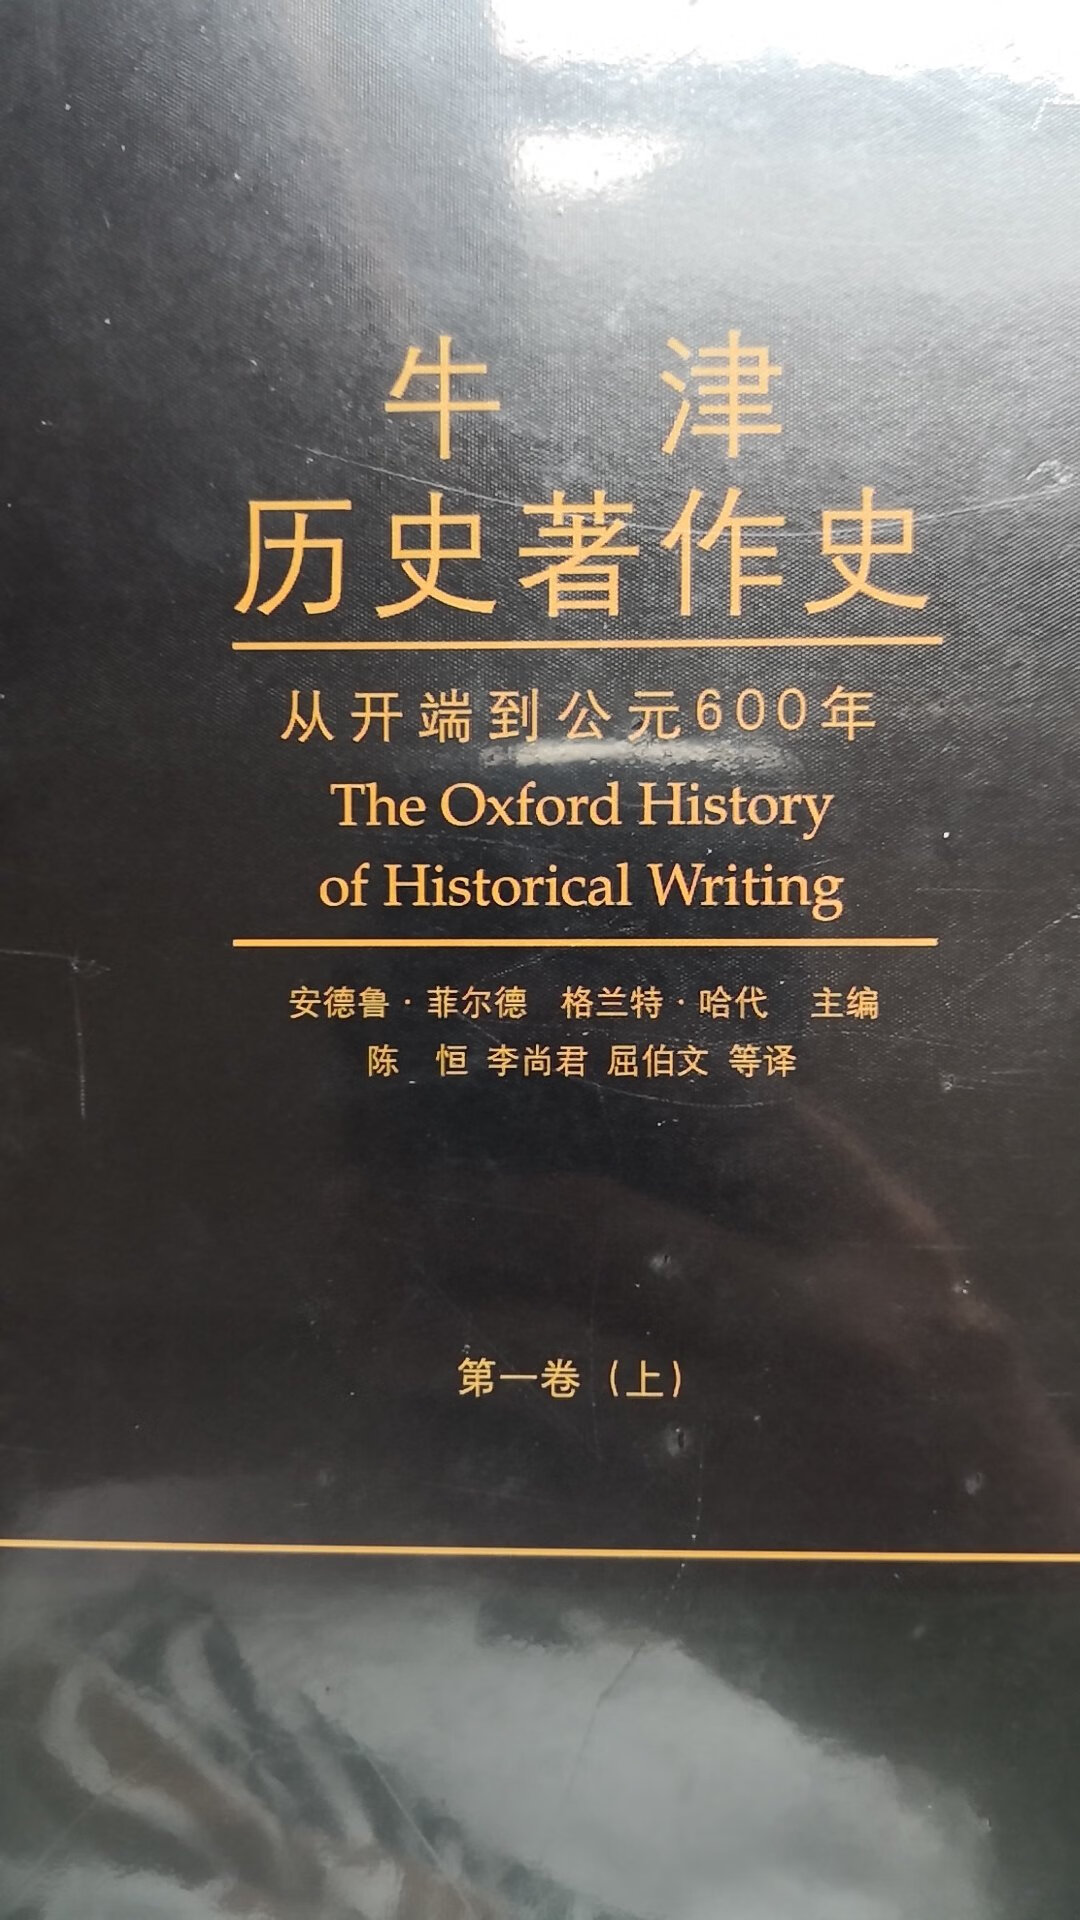 牛津
历史著作史
从开端到公元600年
The Oxford History
of Historical Writing
安德鲁·菲尔德 格兰特·哈代 主编
陈 恒 李尚君 屈伯文 等译
第一卷（上）